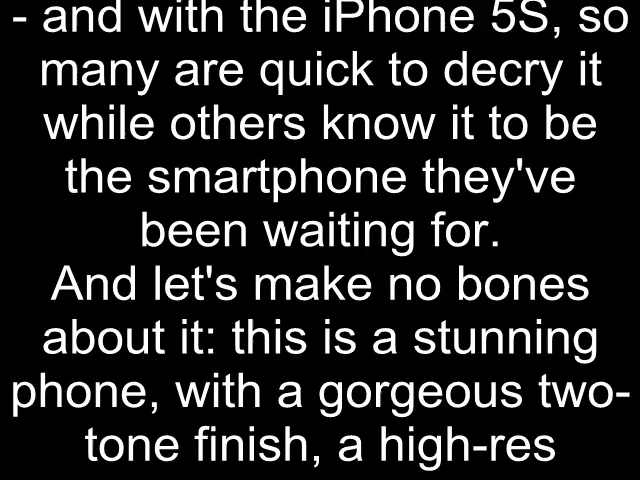 - and with the iPhone 5S, so
many are quick to decry it
while others know it to be
the smartphone they've
been waiting for.
And let's make no bones
about it: this is a stunning
phone, with a gorgeous two-
tone finish, a high-res